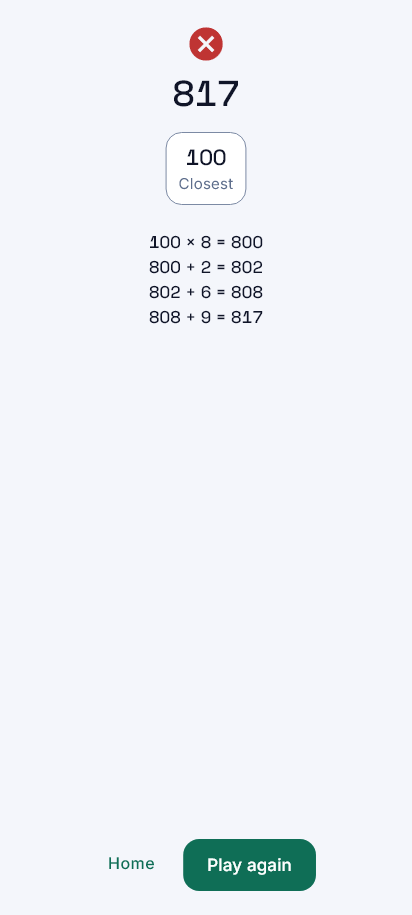 817
100
Closest
100 × 8 = 800
800 + 2 = 802
802 + 6 = 808
808 + 9 = 817
Home
Play again